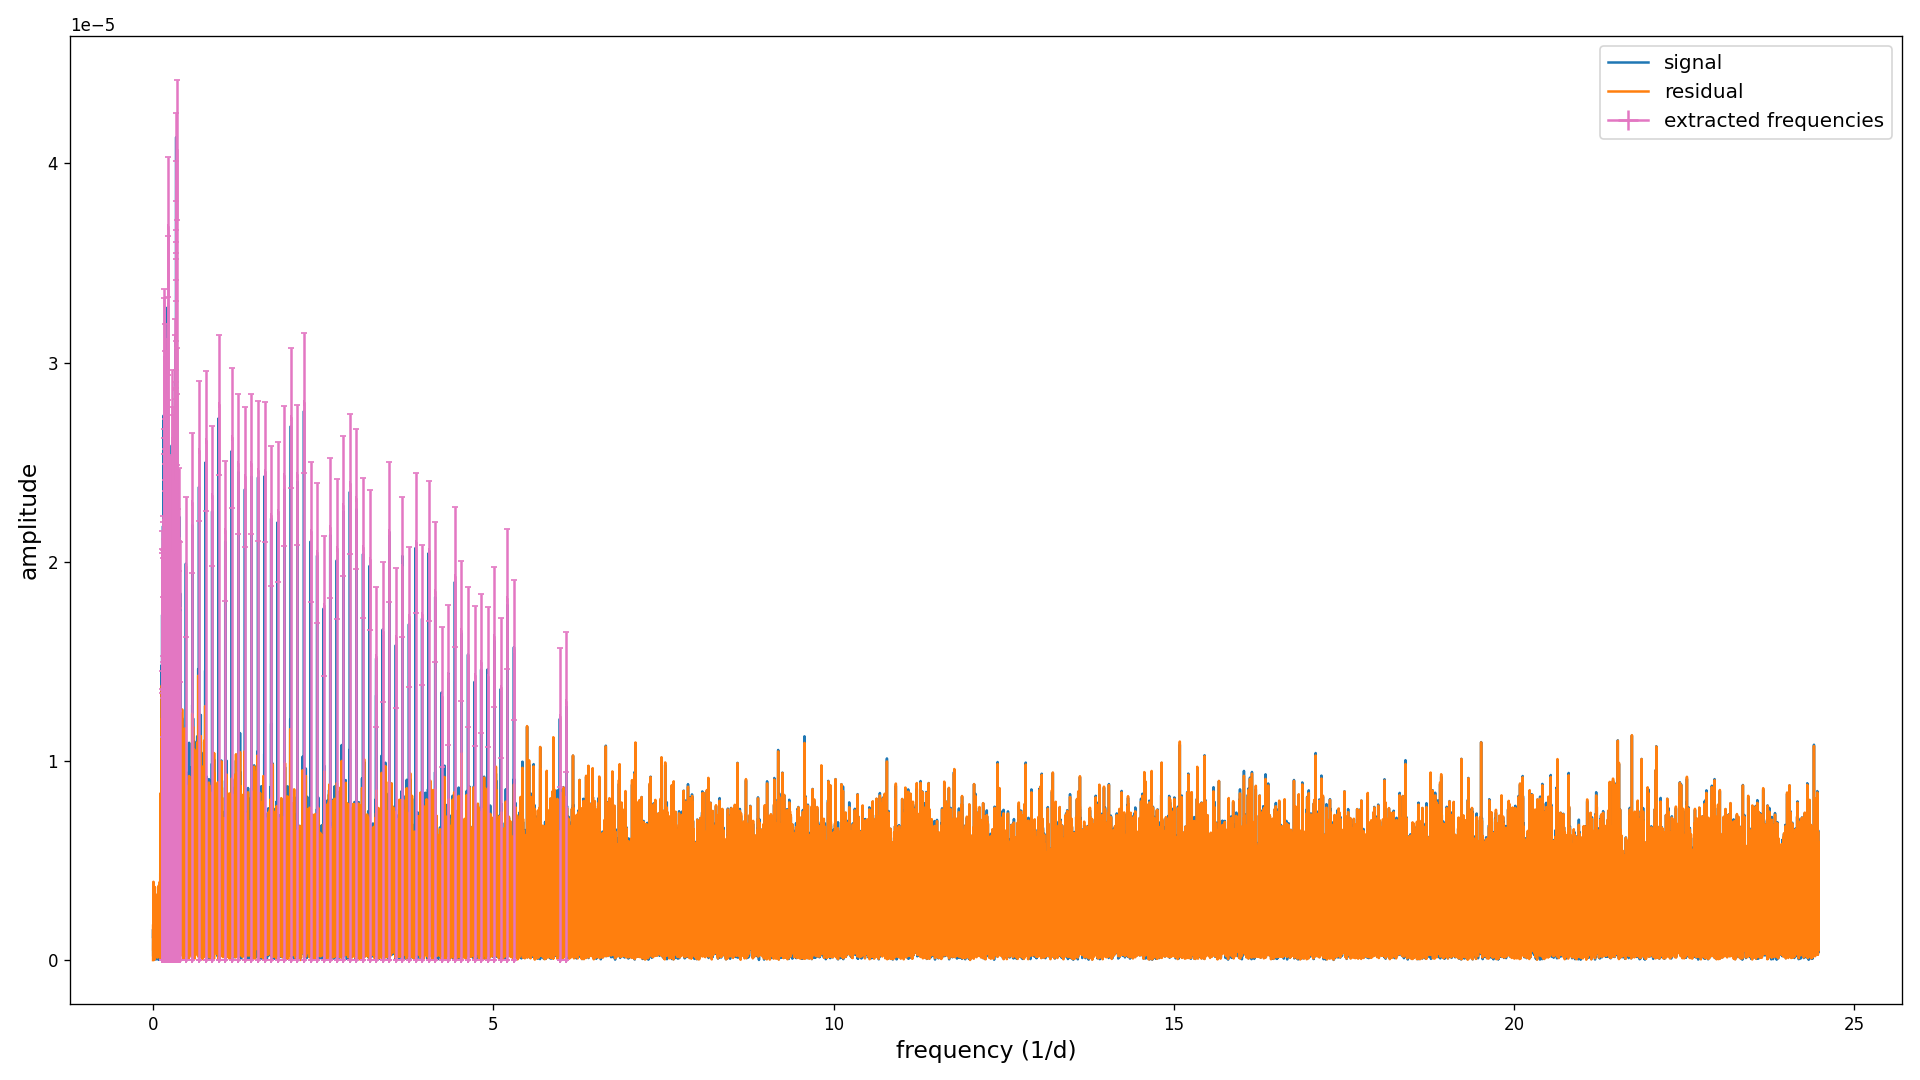 1e−5
signal
residual
extracted frequencies
4
3
2
1
0
amplitude
0 5 10 15 20 25
frequency (1/d)